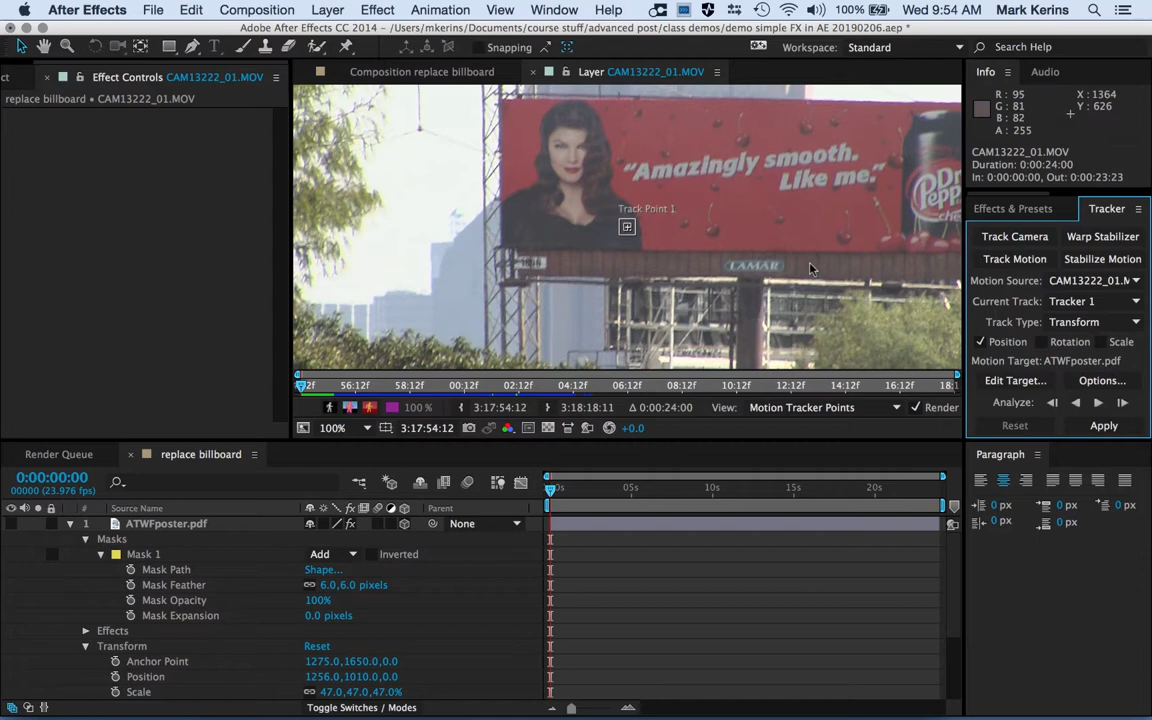 After Effects File Edit Composition Layer Effect Animation View Window Help 100% Wed 9:54 AM Mark Kerins
Adobe After Effects CC 2014 - /Users/mkerins/Documents/course stuff/advanced post/class demos/demo simple FX in AE 20190206.aep *
Snapping Workspace: Standard Search Help
ct × Effect Controls CAM13222_01.MOV Composition replace billboard × Layer CAM13222_01.MOV Info Audio
replace billboard • CAM13222_01.MOV
R: 95 X: 1364
G: 81 Y: 626
B: 82
A: 255
CAM13222_01.MOV
Duration: 0:00:24:00
In: 0:00:00:00, Out: 0:00:23:23
"Amazingly smooth.
Like me."
Track Point 1
LAMAR
Effects & Presets Tracker
Track Camera Warp Stabilizer
Track Motion Stabilize Motion
Motion Source: CAM13222_01.M
Current Track: Tracker 1
Track Type: Transform
Position Rotation Scale
Motion Target: ATWFposter.pdf
Edit Target... Options...
Analyze:
Reset Apply
:12f 56:12f 58:12f 00:12f 02:12f 04:12f 06:12f 08:12f 10:12f 12:12f 14:12f 16:12f 18:1
100% 3:17:54:12 3:18:18:11 Δ 0:00:24:00 View: Motion Tracker Points Render
100% 3:17:54:12 +0.0
Render Queue × replace billboard Paragraph
0:00:00:00
00000 (23.976 fps)
0s 05s 10s 15s 20s
# Source Name Parent
1 ATWFposter.pdf None
Masks
Mask 1 Add Inverted
Mask Path Shape...
Mask Feather 6.0,6.0 pixels
Mask Opacity 100%
Mask Expansion 0.0 pixels
Effects
Transform Reset
Anchor Point 1275.0,1650.0,0.0
Position 1256.0,1010.0,0.0
Scale 47.0,47.0,47.0%
0 px 0 px 0 px
0 px 0 px
Toggle Switches / Modes